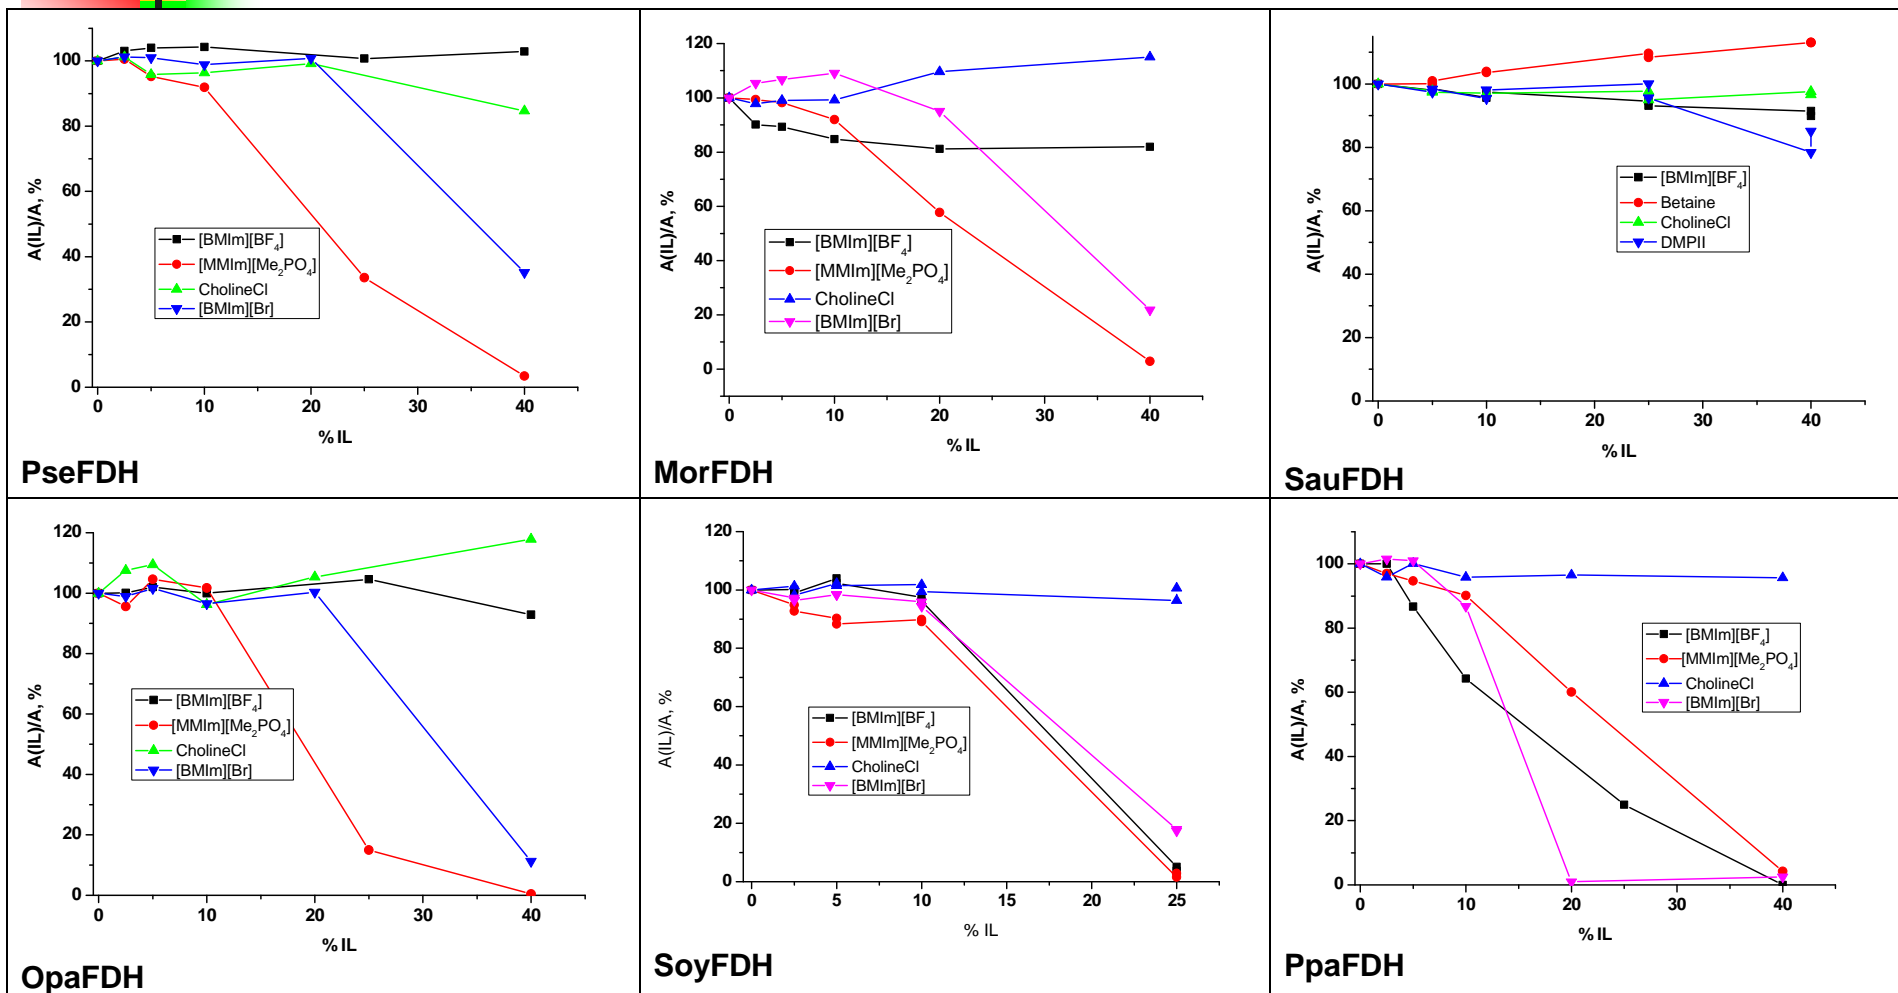 120
100
80
60
40
20
0
A(IL)/A, %
[BMIm][BF4]
[MMIm][Me2PO4]
CholineCl
[BMIm][Br]
0 10 20 30 40
% IL
PseFDH
120
100
80
60
40
20
0
A(IL)/A, %
[BMIm][BF4]
[MMIm][Me2PO4]
CholineCl
[BMIm][Br]
0 10 20 30 40
% IL
MorFDH
100
80
60
40
20
0
A(IL)/A, %
[BMIm][BF4]
Betaine
CholineCl
DMPII
0 10 20 30 40
% IL
SauFDH
120
100
80
60
40
20
0
A(IL)/A, %
[BMIm][BF4]
[MMIm][Me2PO4]
CholineCl
[BMIm][Br]
0 10 20 30 40
% IL
OpaFDH
120
100
80
60
40
20
0
A(IL)/A, %
[BMIm][BF4]
[MMIm][Me2PO4]
CholineCl
[BMIm][Br]
0 5 10 15 20 25
% IL
SoyFDH
100
80
60
40
20
0
A(IL)/A, %
[BMIm][BF4]
[MMIm][Me2PO4]
CholineCl
[BMIm][Br]
0 10 20 30 40
% IL
PpaFDH